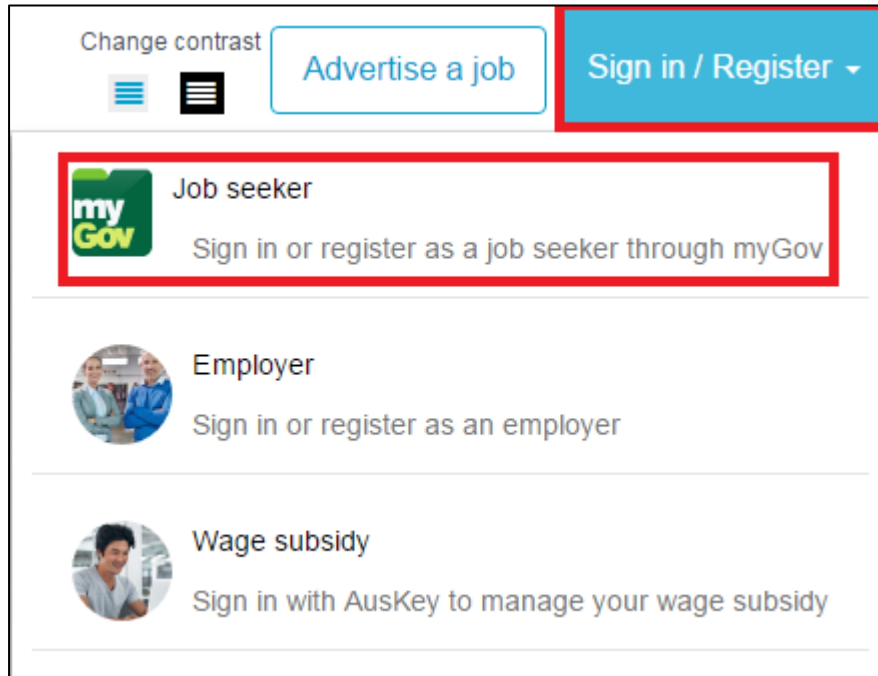 Change contrast
Advertise a job
Sign in / Register
my
Gov
Job seeker
Sign in or register as a job seeker through myGov
Employer
Sign in or register as an employer
Wage subsidy
Sign in with AusKey to manage your wage subsidy